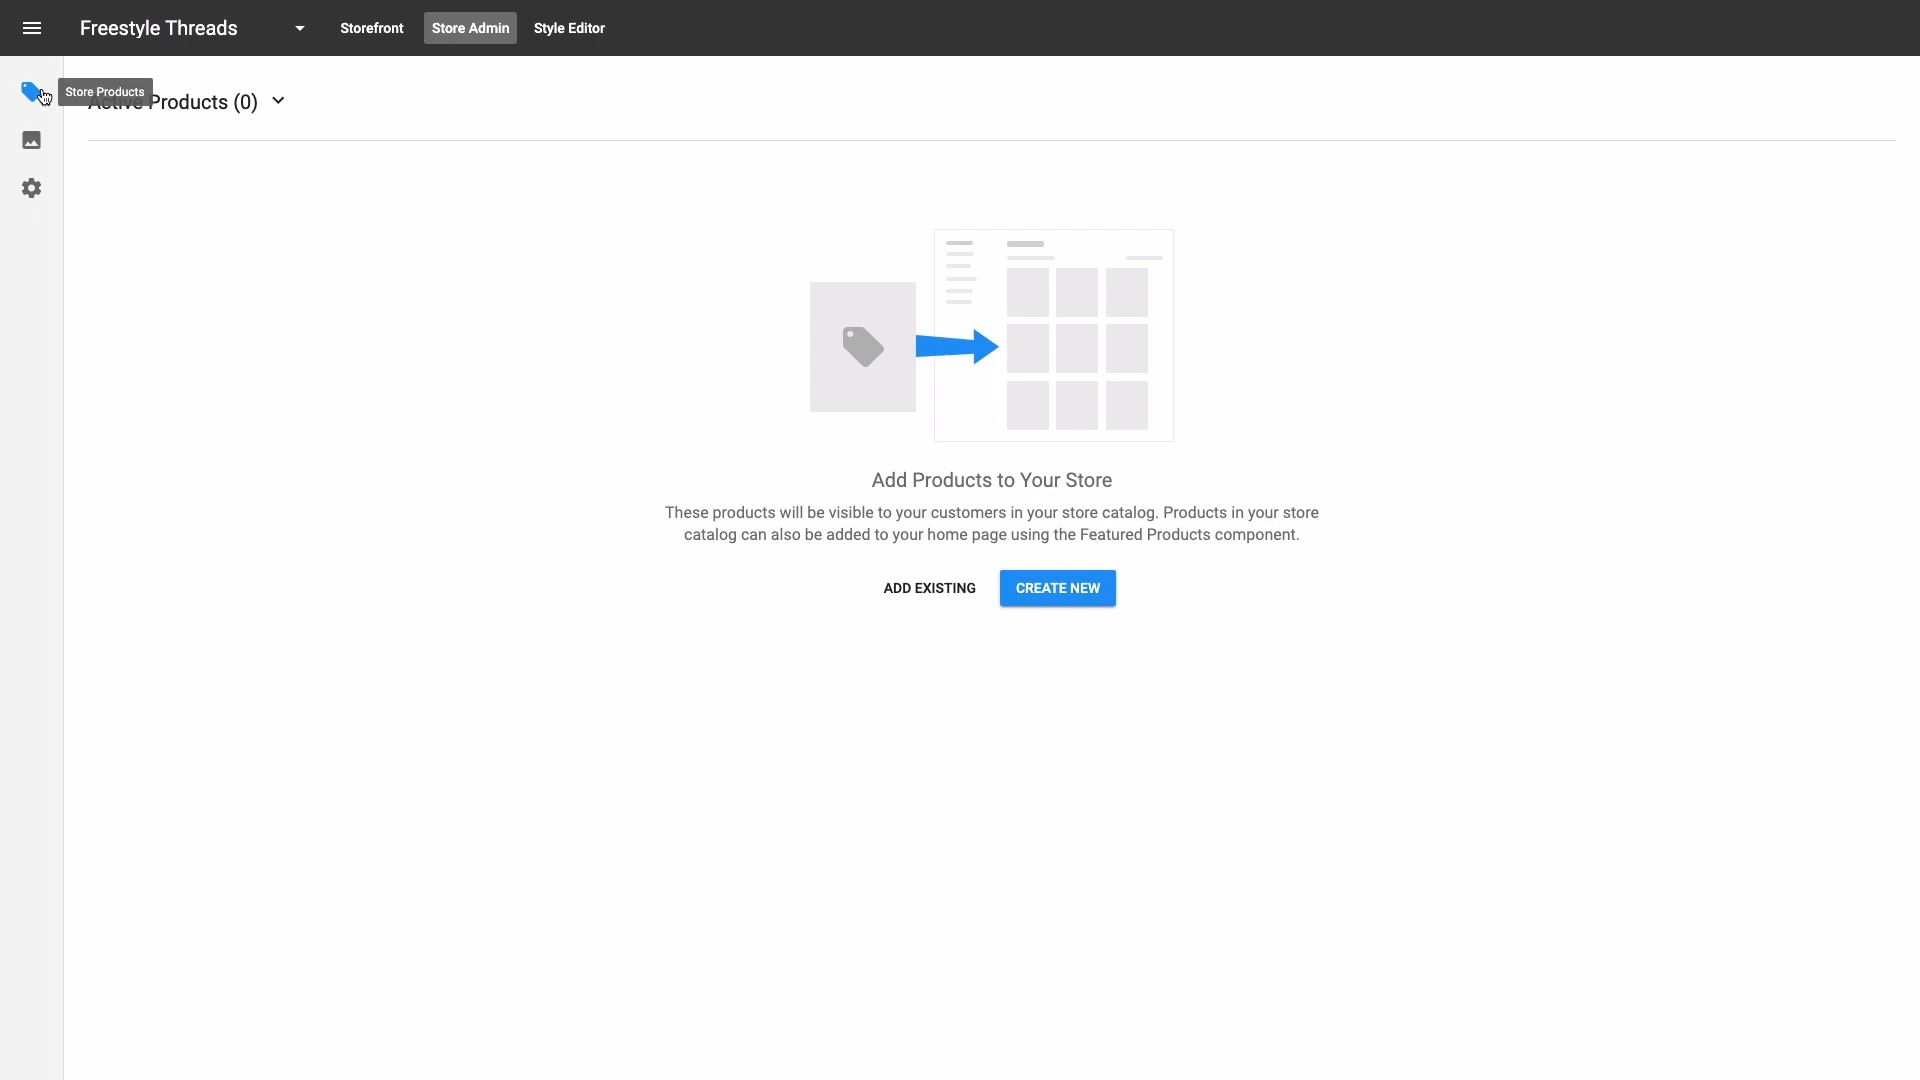 Freestyle Threads
Storefront
Store Admin
Style Editor
Store Products
Active Products (0)
Add Products to Your Store
These products will be visible to your customers in your store catalog. Products in your store
catalog can also be added to your home page using the Featured Products component.
ADD EXISTING
CREATE NEW